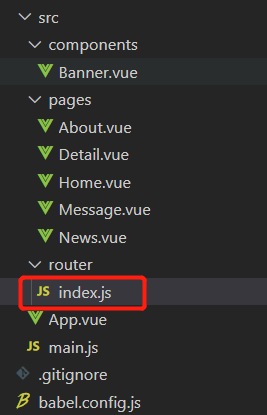 src
components
Banner.vue
pages
About.vue
Detail.vue
Home.vue
Message.vue
News.vue
router
JS index.js
App.vue
JS main.js
.gitignore
babel.config.js